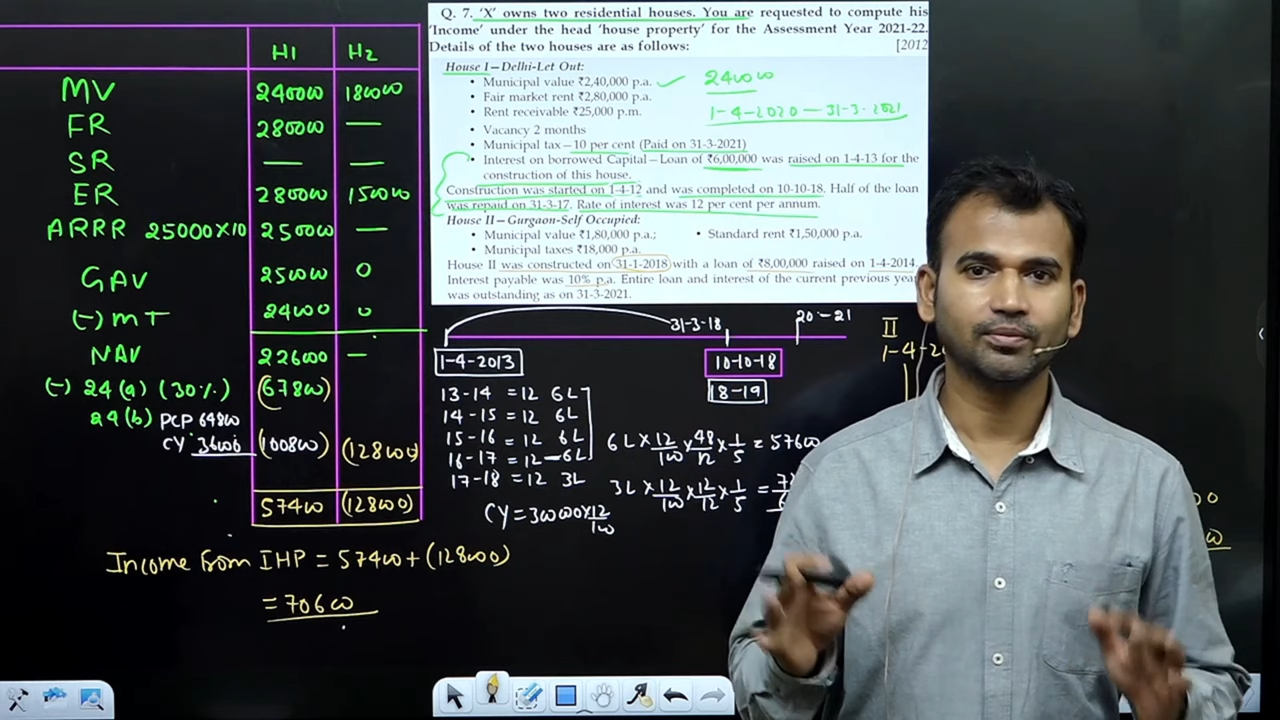 H1 H2
MV 240000 180000
FR 280000 —
SR — —
ER 280000 150000
ARRR 25000×10 250000 —
GAV 250000 0
(-) MT 24000 0
NAV 226000 —
(-) 24(a) (30%) (67800)
24(b) PCP 64800
CY 36000 (100800) (128000)
57400 (128000)
Income from IHP = 57400 + (128000)
= 70600
Q. 7. 'X' owns two residential houses. You are requested to compute his
'Income' under the head 'house property' for the Assessment Year 2021-22.
Details of the two houses are as follows: [2012
House I—Delhi-Let Out:
• Municipal value ₹2,40,000 p.a. 240000
• Fair market rent ₹2,80,000 p.a.
• Rent receivable ₹25,000 p.m. 1-4-2020 — 31-3-2021
• Vacancy 2 months
• Municipal tax—10 per cent (Paid on 31-3-2021)
• Interest on borrowed Capital—Loan of ₹6,00,000 was raised on 1-4-13 for the
construction of this house.
Construction was started on 1-4-12 and was completed on 10-10-18. Half of the loan
was repaid on 31-3-17. Rate of interest was 12 per cent per annum.
House II—Gurgaon-Self Occupied:
• Municipal value ₹1,80,000 p.a.; • Standard rent ₹1,50,000 p.a.
• Municipal taxes ₹18,000 p.a.
House II was constructed on 31-1-2018 with a loan of ₹8,00,000 raised on 1-4-2014.
Interest payable was 10% p.a. Entire loan and interest of the current previous year
was outstanding as on 31-3-2021.
31-3-18 20-21
1-4-2013 10-10-18
18-19
13-14 = 12 6L
14-15 = 12 6L
15-16 = 12 6L
16-17 = 12 — 6L
17-18 = 12 3L
6L × 12/100 × 48/12 × 1/5 = 57600
3L × 12/100 × 12/12 × 1/5 =
CY = 300000 × 12/100
II